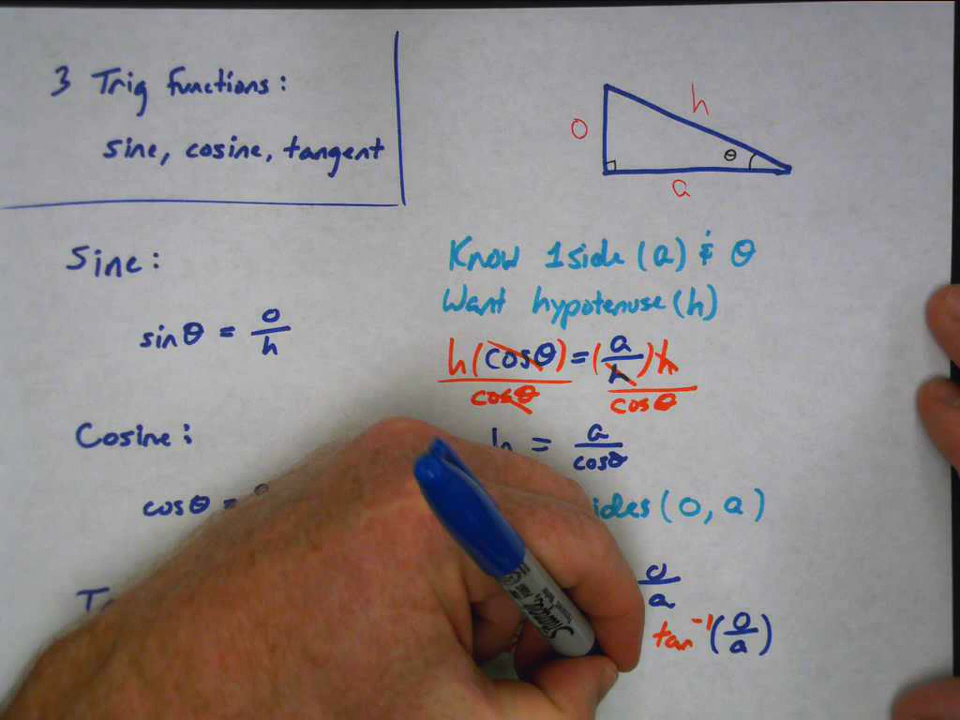 3 Trig functions:
sine, cosine, tangent
o
h
θ
a
Sine:
sinθ = o/h
Cosine:
cosθ =
Know 1 side (a) & θ
Want hypotenuse (h)
h(cosθ)/cosθ = (a/h)h/cosθ
h = a/cosθ
(o, a)
o/a
tan⁻¹(o/a)
Sharpie